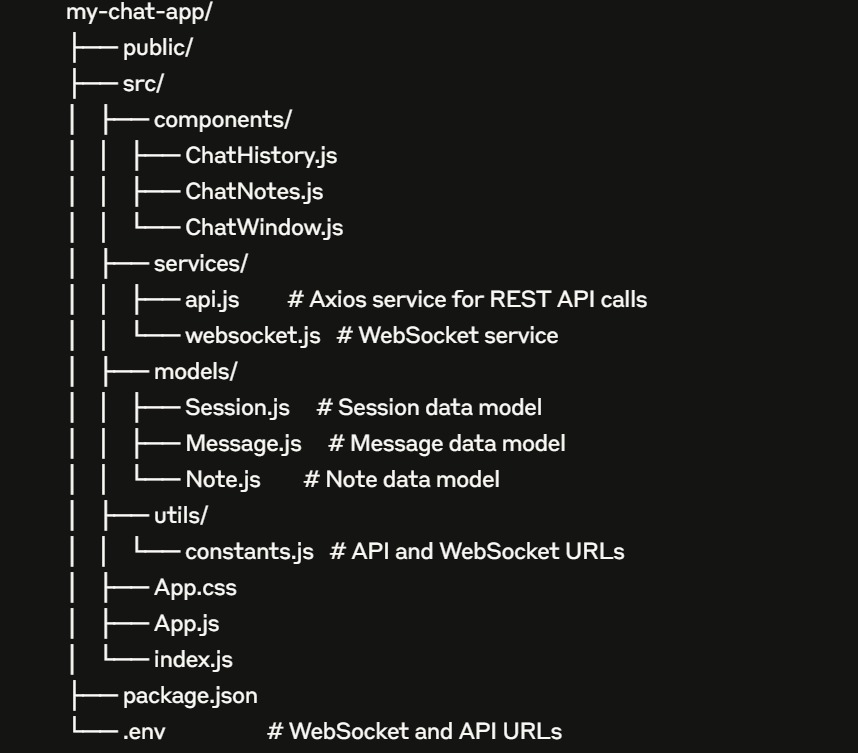 my-chat-app/
├── public/
├── src/
│   ├── components/
│   │   ├── ChatHistory.js
│   │   ├── ChatNotes.js
│   │   └── ChatWindow.js
│   ├── services/
│   │   ├── api.js        # Axios service for REST API calls
│   │   └── websocket.js  # WebSocket service
│   ├── models/
│   │   ├── Session.js    # Session data model
│   │   ├── Message.js    # Message data model
│   │   └── Note.js       # Note data model
│   ├── utils/
│   │   └── constants.js  # API and WebSocket URLs
│   ├── App.css
│   ├── App.js
│   └── index.js
├── package.json
└── .env                # WebSocket and API URLs